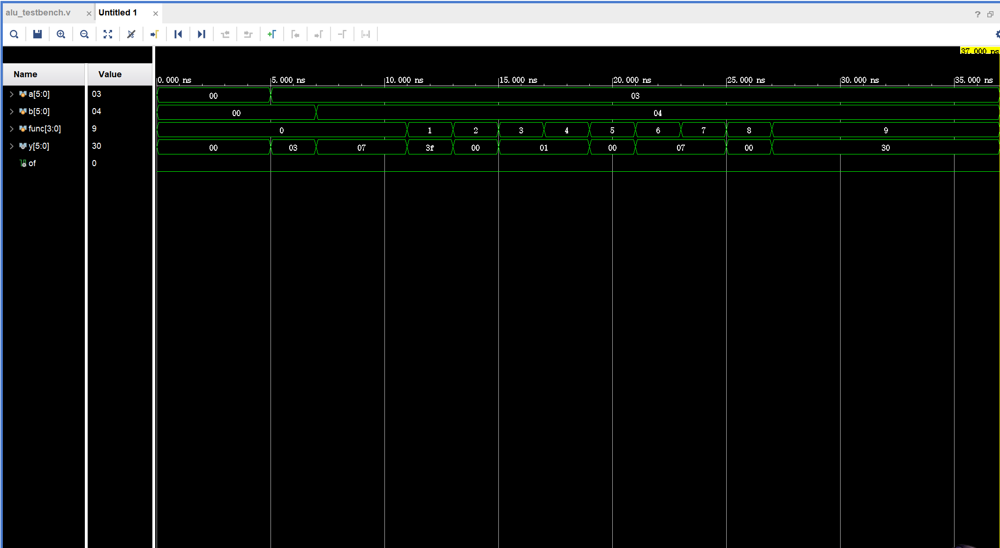 alu_testbench.v × Untitled 1 × ?
37.000 ns
Name Value
0.000 ns 5.000 ns 10.000 ns 15.000 ns 20.000 ns 25.000 ns 30.000 ns 35.000 ns
a[5:0] 03 00 03
b[5:0] 04 00 04
func[3:0] 9 0 1 2 3 4 5 6 7 8 9
y[5:0] 30 00 03 07 3f 00 01 00 07 00 30
of 0